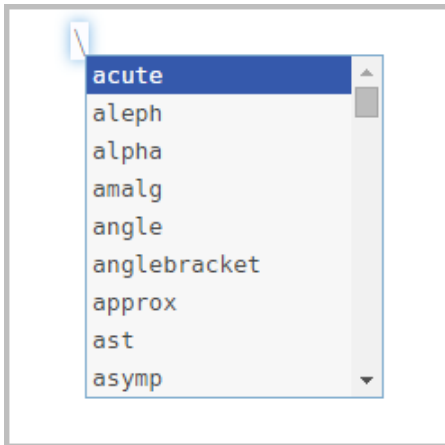 \
acute
aleph
alpha
amalg
angle
anglebracket
approx
ast
asymp